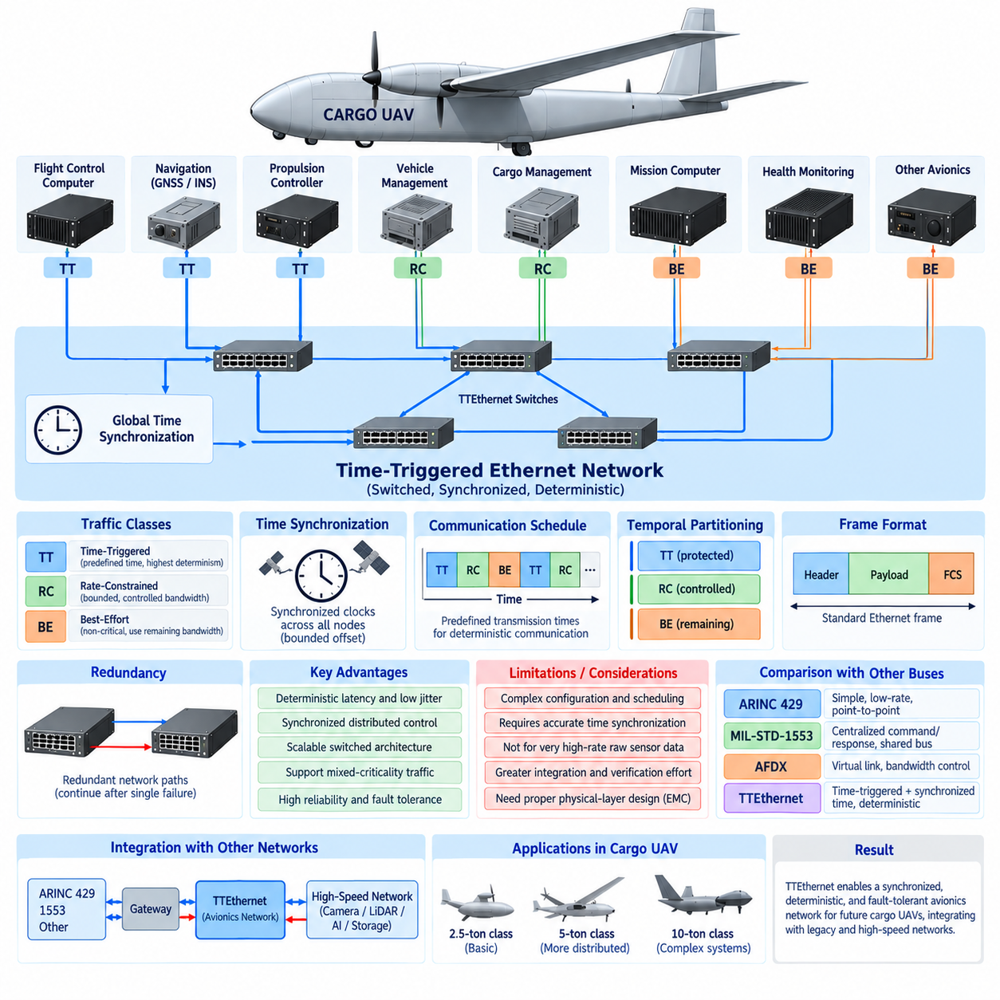 CARGO UAV
Flight Control
Computer
Navigation
(GNSS / INS)
Propulsion
Controller
Vehicle
Management
Cargo Management
Mission Computer
Health Monitoring
Other Avionics
TT
TT
TT
RC
RC
BE
BE
BE
TTEthernet Switches
Global Time
Synchronization
Time-Triggered Ethernet Network
(Switched, Synchronized, Deterministic)
Traffic Classes
TT
Time-Triggered
(predefined time, highest determinism)
RC
Rate-Constrained
(bounded, controlled bandwidth)
BE
Best-Effort
(non-critical, use remaining bandwidth)
Time Synchronization
Synchronized clocks
across all nodes
(bounded offset)
Communication Schedule
TT RC BE TT RC ...
Time
Predefined transmission times
for deterministic communication
Temporal Partitioning
TT (protected)
RC (controlled)
BE (remaining)
Frame Format
Header Payload FCS
Standard Ethernet frame
Redundancy
Redundant network paths
(continue after single failure)
Key Advantages
Deterministic latency and low jitter
Synchronized distributed control
Scalable switched architecture
Support mixed-criticality traffic
High reliability and fault tolerance
Limitations / Considerations
Complex configuration and scheduling
Requires accurate time synchronization
Not for very high-rate raw sensor data
Greater integration and verification effort
Need proper physical-layer design (EMC)
Comparison with Other Buses
ARINC 429
Simple, low-rate,
point-to-point
MIL-STD-1553
Centralized command/
response, shared bus
AFDX
Virtual link, bandwidth control
TTEthernet
Time-triggered + synchronized
time, deterministic
Integration with Other Networks
ARINC 429
1553
Other
Gateway
TTEthernet
(Avionics Network)
High-Speed Network
(Camera / LiDAR /
AI / Storage)
Applications in Cargo UAV
2.5-ton class
(Basic)
5-ton class
(More distributed)
10-ton class
(Complex systems)
Result
TTEthernet enables a synchronized,
deterministic, and fault-tolerant avionics
network for future cargo UAVs, integrating
with legacy and high-speed networks.